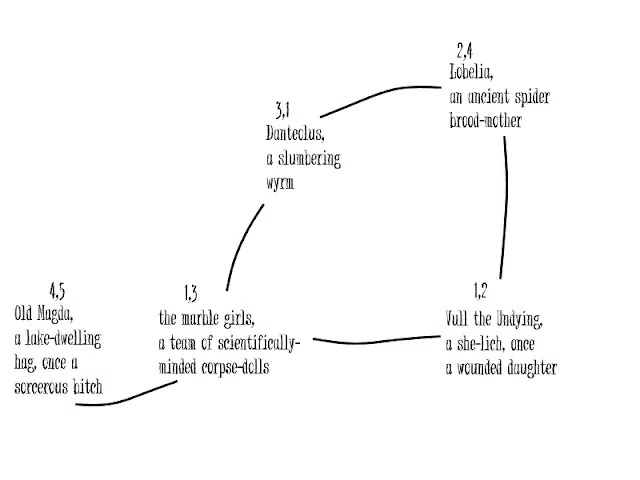 2,4
Lobelia,
an ancient spider
brood-mother
3,1
Danteclus,
a slumbering
wyrm
4,5
Old Magda,
a lake-dwelling
hag, once a
sorcerous bitch
1,3
the marble girls,
a team of scientifically-
minded corpse-dolls
1,2
Vull the Undying,
a she-lich, once
a wounded daughter